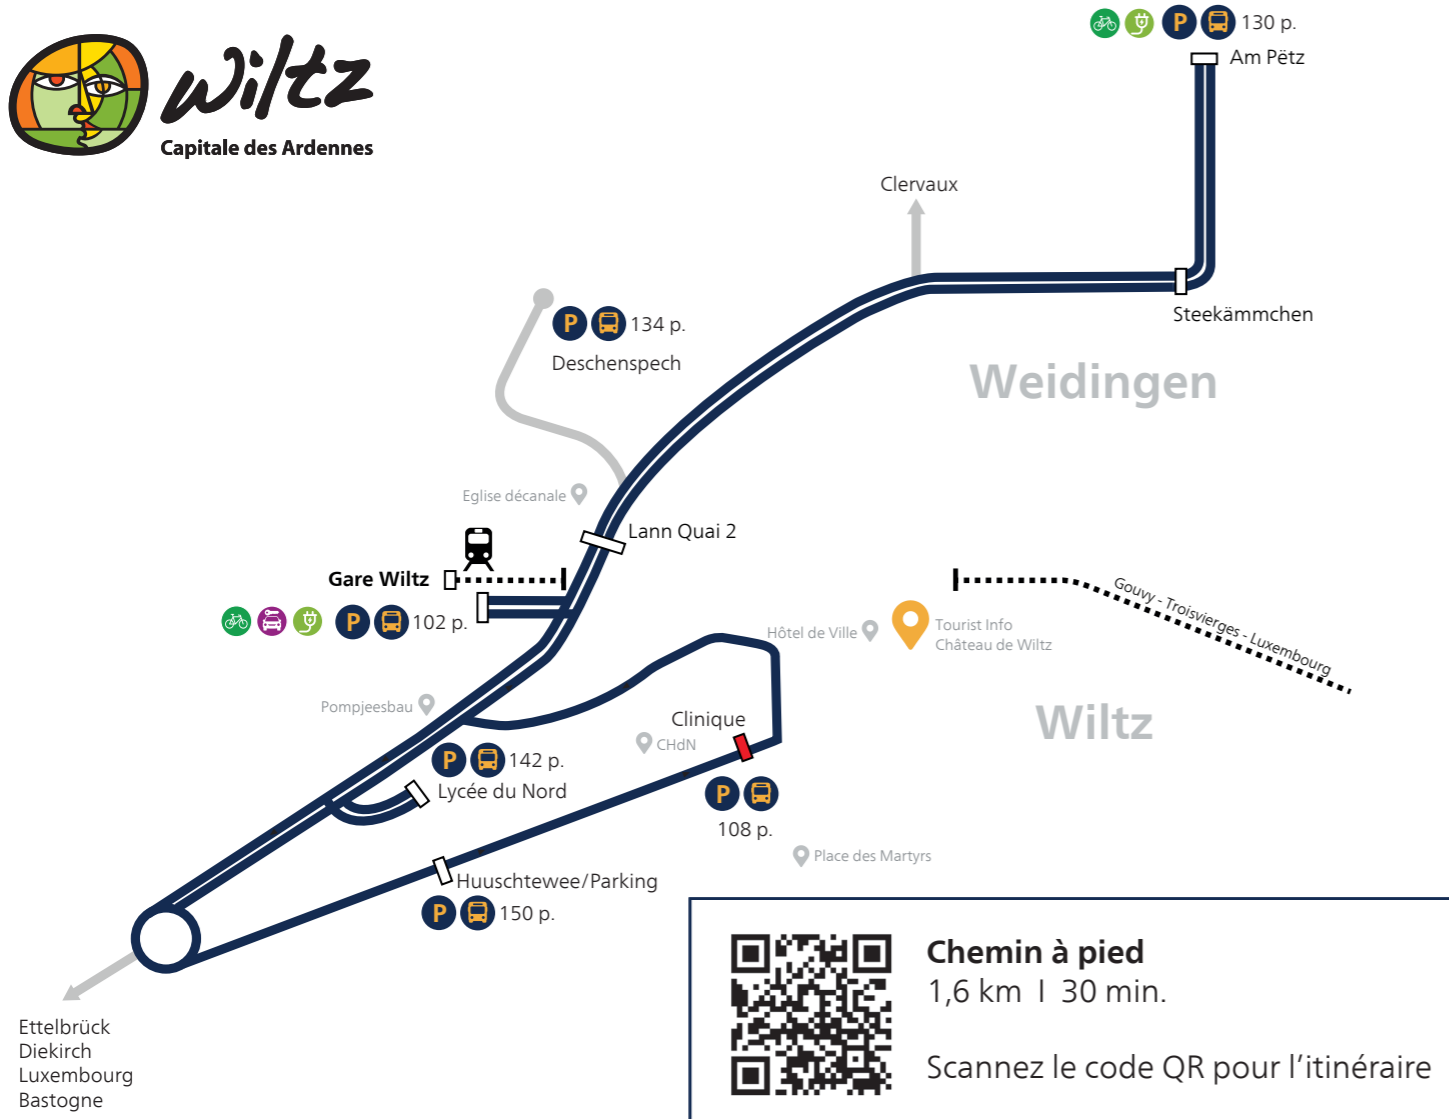 wiltz
Capitale des Ardennes
130 p.
Am Pëtz
Clervaux
Steekämmchen
P
134 p.
Deschenspech
Weidingen
Eglise décanale
Lann Quai 2
Gare Wiltz
P
102 p.
Gouvy - Troisvierges - Luxembourg
Hôtel de Ville
Tourist Info
Château de Wiltz
Pompjeesbau
Wiltz
Clinique
CHdN
P
142 p.
Lycée du Nord
P
108 p.
Place des Martyrs
Huuschtewee/Parking
P
150 p.
P
Ettelbrück
Diekirch
Luxembourg
Bastogne
Chemin à pied
1,6 km I 30 min.
Scannez le code QR pour l'itinéraire